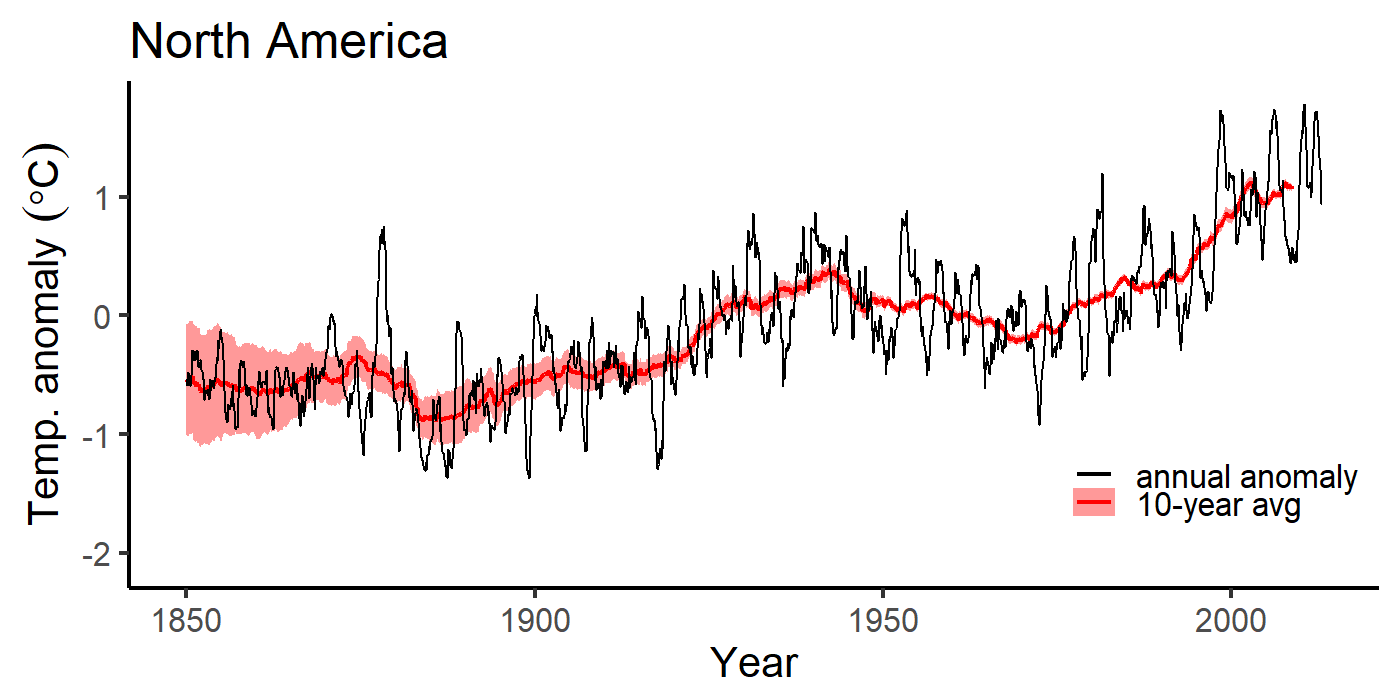 North America
Temp. anomaly (°C)
1
0
-1
-2
annual anomaly
10-year avg
1850 1900 1950 2000
Year